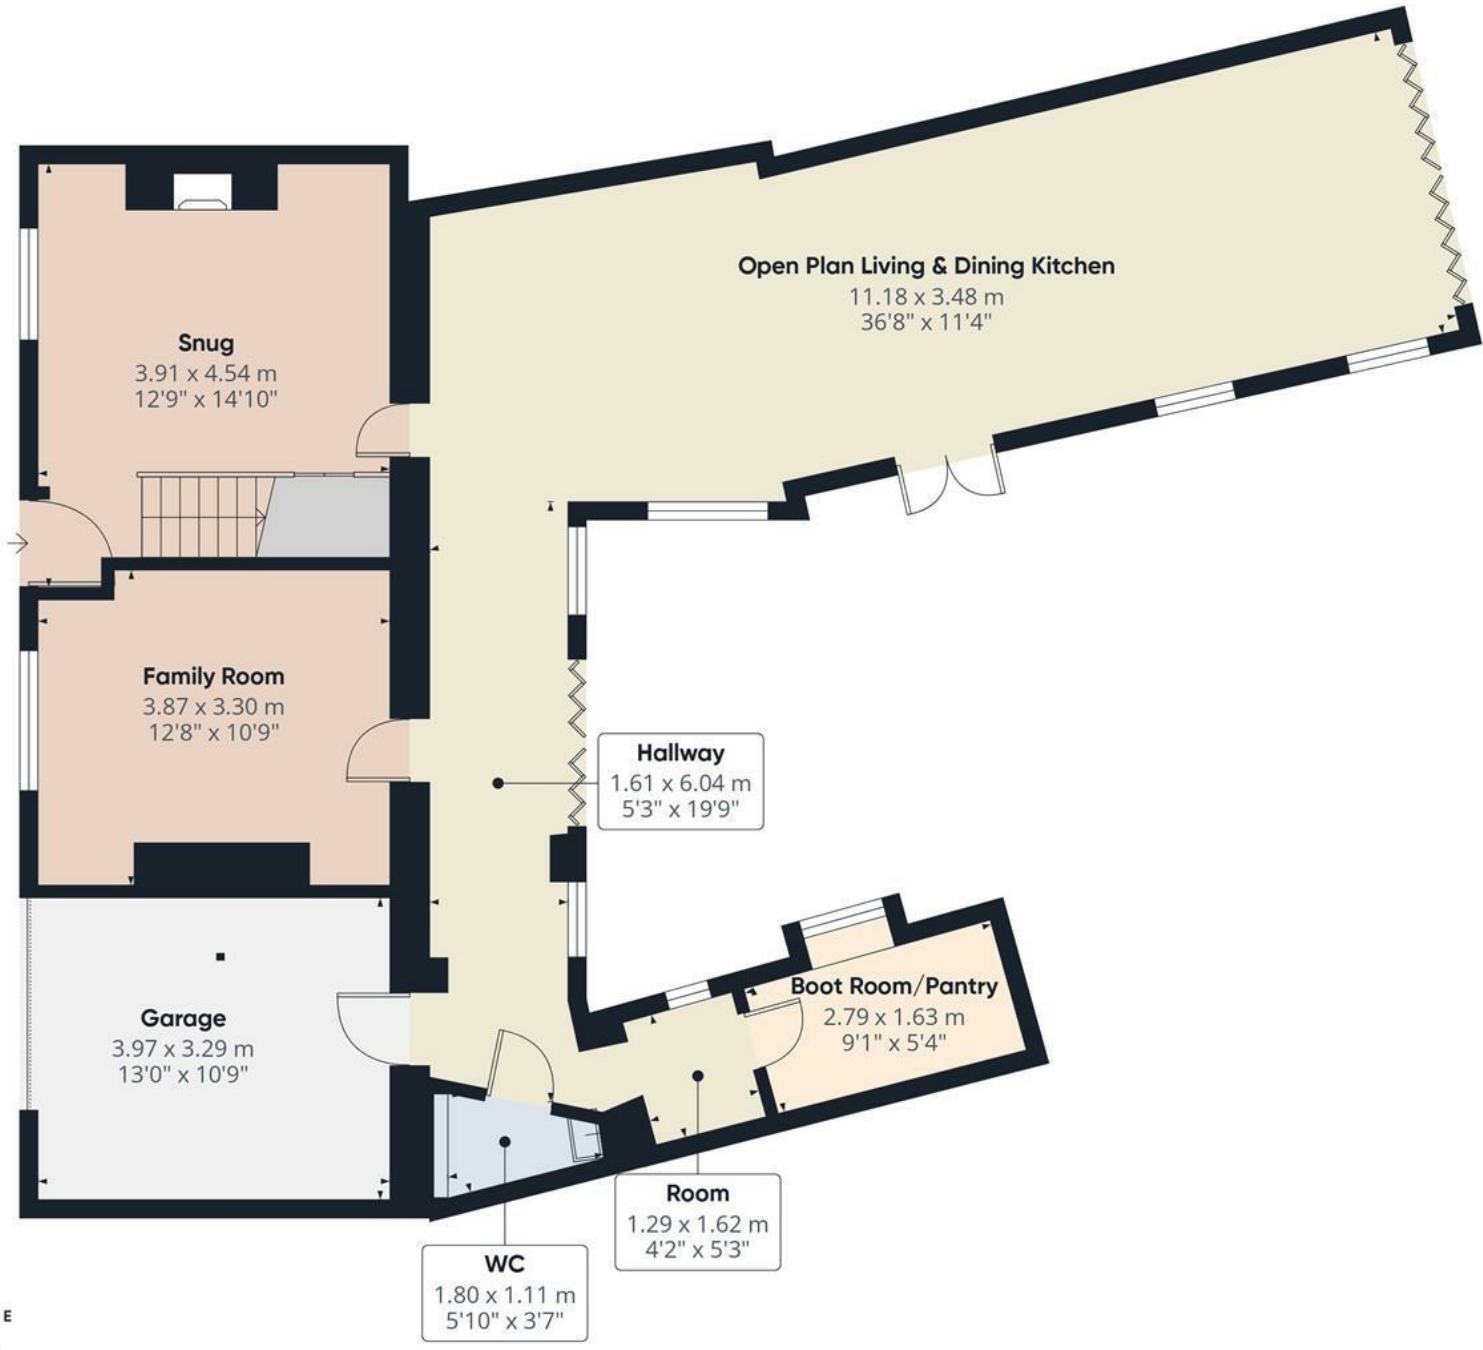 Open Plan Living & Dining Kitchen
11.18 x 3.48 m
36'8" x 11'4"
Snug
3.91 x 4.54 m
12'9" x 14'10"
Family Room
3.87 x 3.30 m
12'8" x 10'9"
Hallway
1.61 x 6.04 m
5'3" x 19'9"
Boot Room/Pantry
2.79 x 1.63 m
9'1" x 5'4"
Garage
3.97 x 3.29 m
13'0" x 10'9"
Room
1.29 x 1.62 m
4'2" x 5'3"
WC
1.80 x 1.11 m
5'10" x 3'7"
E